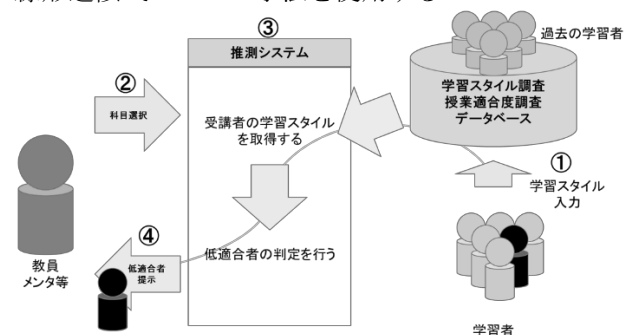 ③
推測システム
過去の学習者
②
科目選択
学習スタイル調査
授業適合度調査
データベース
受講者の学習スタイル
を取得する
①
学習スタイル
入力
④
低適合者
提示
低適合者の判定を行う
教員
メンタ等
学習者